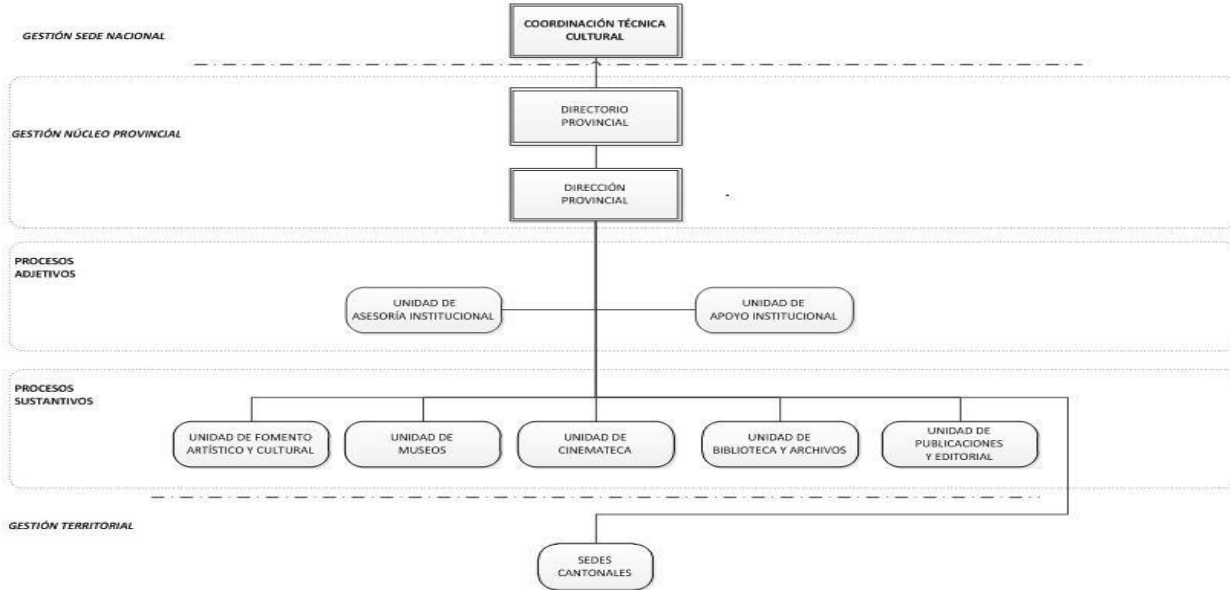 COORDINACIÓN TÉCNICA
CULTURAL
GESTIÓN SEDE NACIONAL
DIRECTORIO
PROVINCIAL
GESTIÓN NÚCLEO PROVINCIAL
DIRECCIÓN
PROVINCIAL
PROCESOS
ADJETIVOS
UNIDAD DE
ASESORÍA INSTITUCIONAL
UNIDAD DE
APOYO INSTITUCIONAL
PROCESOS
SUSTANTIVOS
UNIDAD DE FOMENTO
ARTÍSTICO Y CULTURAL
UNIDAD DE
MUSEOS
UNIDAD DE
CINEMATECA
UNIDAD DE
BIBLIOTECA Y ARCHIVOS
UNIDAD DE
PUBLICACIONES
Y EDITORIAL
GESTIÓN TERRITORIAL
SEDES
CANTONALES